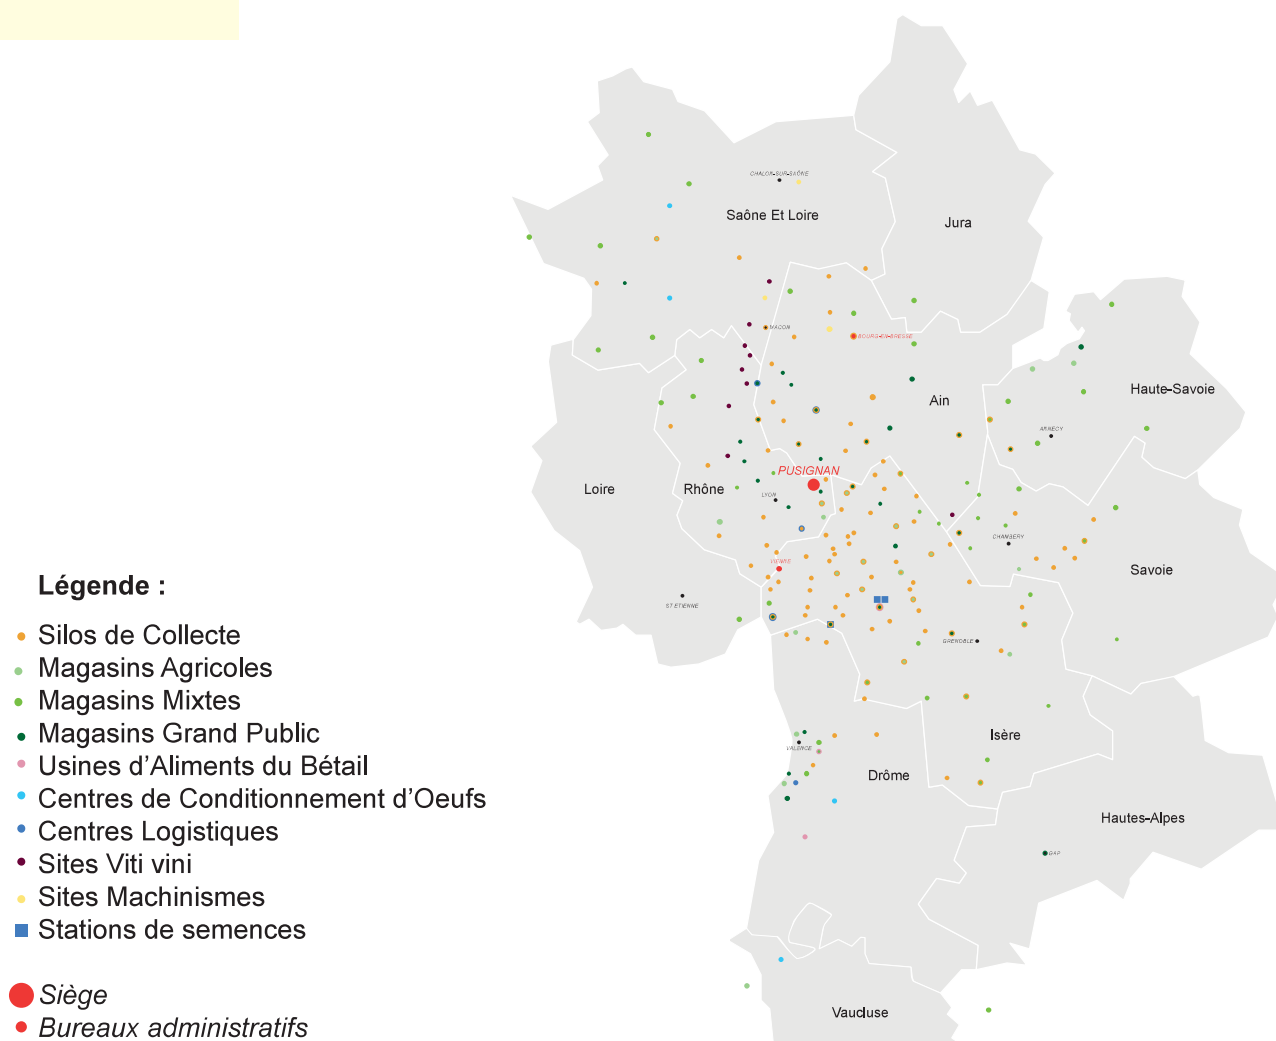 CHALON-SUR-SAÔNE
Saône Et Loire
Jura
MACON
BOURG-EN-BRESSE
Haute-Savoie
Ain
ANNECY
PUSIGNAN
Loire
Rhône
LYON
CHAMBERY
VIENNE
Savoie
ST ETIENNE
GRENOBLE
Isère
VALENCE
Drôme
Hautes-Alpes
GAP
Vaucluse
Légende :
Silos de Collecte
Magasins Agricoles
Magasins Mixtes
Magasins Grand Public
Usines d'Aliments du Bétail
Centres de Conditionnement d'Oeufs
Centres Logistiques
Sites Viti vini
Sites Machinismes
Stations de semences
Siège
Bureaux administratifs